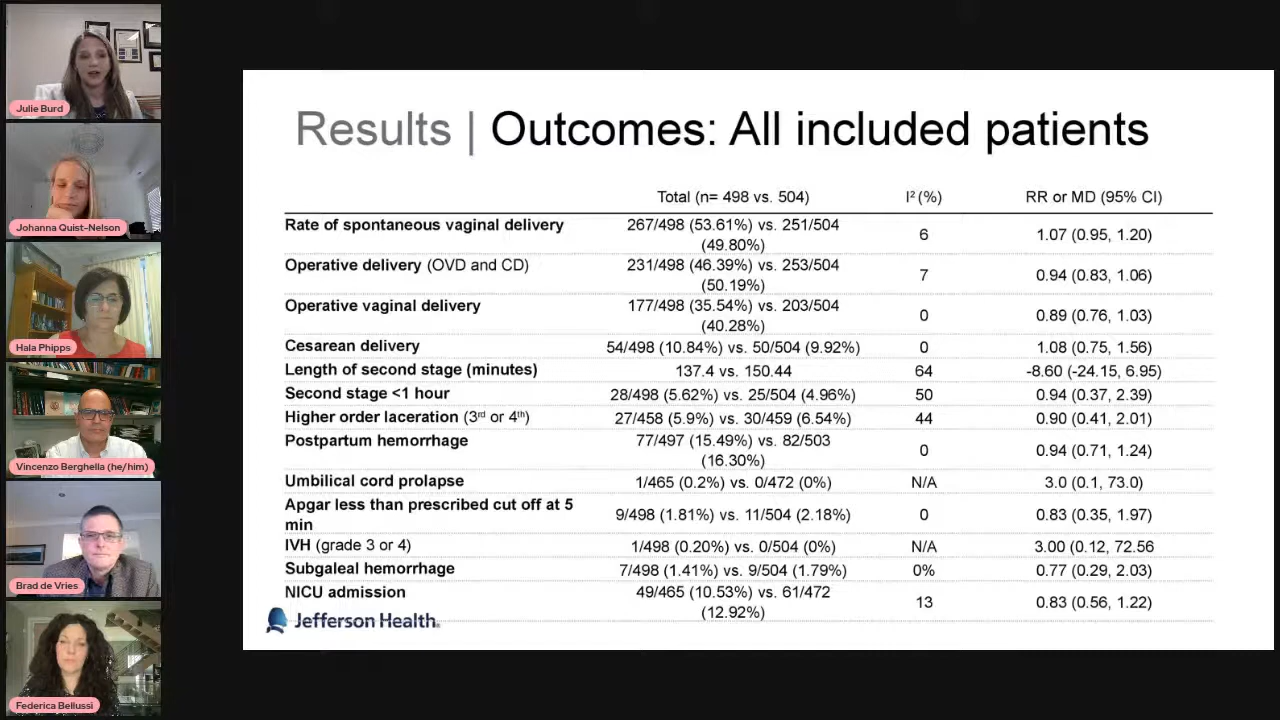 Julie Burd
Johanna Quist-Nelson
Hala Phipps
Vincenzo Berghella (he/him)
Brad de Vries
Federica Bellussi
Results | Outcomes: All included patients
Total (n= 498 vs. 504) I² (%) RR or MD (95% CI)
Rate of spontaneous vaginal delivery 267/498 (53.61%) vs. 251/504
(49.80%) 6 1.07 (0.95, 1.20)
Operative delivery (OVD and CD) 231/498 (46.39%) vs. 253/504
(50.19%) 7 0.94 (0.83, 1.06)
Operative vaginal delivery 177/498 (35.54%) vs. 203/504
(40.28%) 0 0.89 (0.76, 1.03)
Cesarean delivery 54/498 (10.84%) vs. 50/504 (9.92%) 0 1.08 (0.75, 1.56)
Length of second stage (minutes) 137.4 vs. 150.44 64 -8.60 (-24.15, 6.95)
Second stage <1 hour 28/498 (5.62%) vs. 25/504 (4.96%) 50 0.94 (0.37, 2.39)
Higher order laceration (3rd or 4th) 27/458 (5.9%) vs. 30/459 (6.54%) 44 0.90 (0.41, 2.01)
Postpartum hemorrhage 77/497 (15.49%) vs. 82/503
(16.30%) 0 0.94 (0.71, 1.24)
Umbilical cord prolapse 1/465 (0.2%) vs. 0/472 (0%) N/A 3.0 (0.1, 73.0)
Apgar less than prescribed cut off at 5
min 9/498 (1.81%) vs. 11/504 (2.18%) 0 0.83 (0.35, 1.97)
IVH (grade 3 or 4) 1/498 (0.20%) vs. 0/504 (0%) N/A 3.00 (0.12, 72.56
Subgaleal hemorrhage 7/498 (1.41%) vs. 9/504 (1.79%) 0% 0.77 (0.29, 2.03)
NICU admission 49/465 (10.53%) vs. 61/472
(12.92%) 13 0.83 (0.56, 1.22)
Jefferson Health®